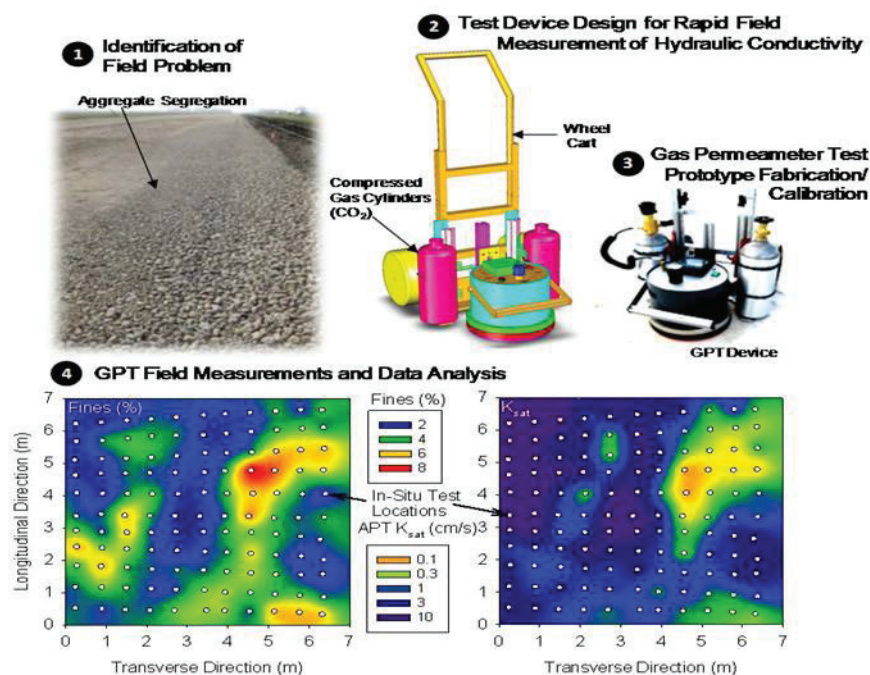 1 Identification of
Field Problem
Aggregate Segregation
2 Test Device Design for Rapid Field
Measurement of Hydraulic Conductivity
Wheel
Cart
Compressed
Gas Cylinders
(CO₂)
3 Gas Permeameter Test
Prototype Fabrication/
Calibration
GPT Device
4 GPT Field Measurements and Data Analysis
Fines (%)
Longitudinal Direction (m)
7
6
5
4
3
2
1
0
0 1 2 3 4 5 6 7
Transverse Direction (m)
Fines (%)
2
4
6
8
In-Situ Test
Locations
APT Ksat (cm/s)
0.1
0.3
1
3
10
Ksat
7
6
5
4
3
2
1
0
0 1 2 3 4 5 6 7
Transverse Direction (m)